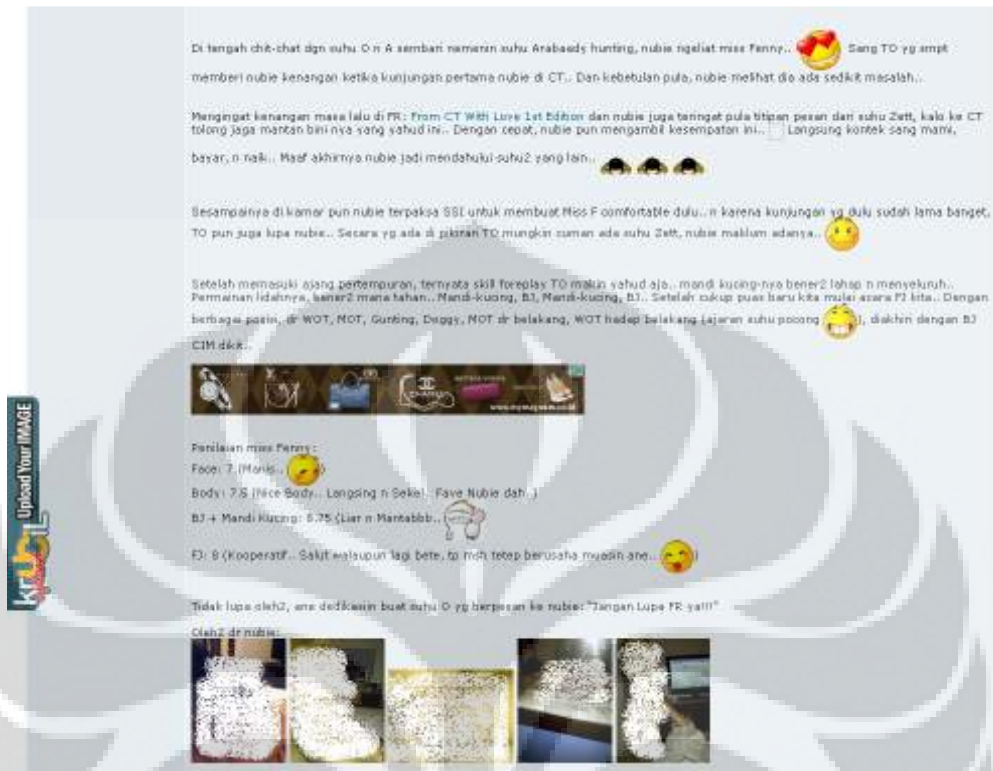 Di tengah chit-chat dgn suhu O n A sembari nemenin suhu Arabaedy hunting, nubie ngeliat miss Fenny.. Sang TO yg smpt
memberi nubie kenangan ketika kunjungan pertama nubie di CT.. Dan kebetulan pula, nubie melihat dia ada sedikit masalah..
Mengingat kenangan masa lalu di FR: From CT With Love 1st Edition dan nubie juga teringat pula titipan pesan dari suhu Zett, kalo ke CT
tolong jaga mantan bini nya yang yahud ini.. Dengan cepat, nubie pun mengambil kesempatan ini.. Langsung kontek sang mami,
bayar, n naik.. Maaf akhirnya nubie jadi mendahului suhu2 yang lain..
Sesampainya di kamar pun nubie terpaksa SSI untuk membuat Miss F comfortable dulu.. n karena kunjungan yg dulu sudah lama banget,
TO pun juga lupa nubie.. Secara yg ada di pikiran TO mungkin cuman ada suhu Zett, nubie maklum adanya..
Setelah memasuki ajang pertempuran, ternyata skill foreplay TO makin yahud aja.. mandi kucing-nya bener2 lahap n menyeluruh..
Permainan lidahnya, bener2 mana tahan.. Mandi-kucing, BJ, Mandi-kucing, BJ.. Setelah cukup puas baru kita mulai acara FJ kita.. Dengan
berbagai posisi, dr WOT, MOT, Gunting, Doggy, MOT dr belakang, WOT hadap belakang (ajaran suhu pocong ), diakhiri dengan BJ
CIM dikit..
CHANEL
Upload Your IMAGE
krucil
Penilaian miss Fenny:
Face: 7 (Manis.. )
Body: 7.5 (Nice Body.. Langsing n Sekel.. Fave Nubie dah..)
BJ + Mandi Kucing: 8.75 (Liar n Mantabbb.. )
FJ: 8 (Kooperatif.. Salut walaupun lagi bete, tp msh tetep berusaha muasin ane.. )
Tidak lupa oleh2, ane dedikasiin buat suhu O yg berpesan ke nubie: "Jangan Lupa FR ya!!!"
Oleh2 dr nubie: